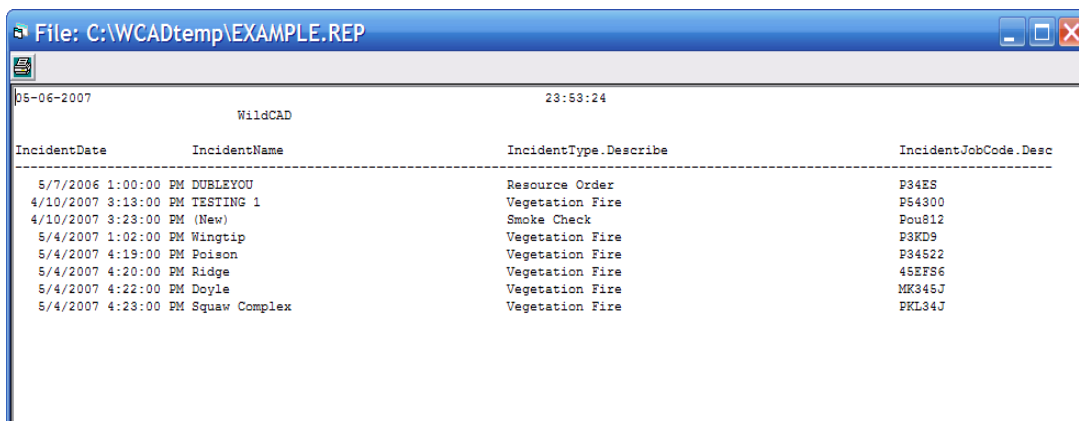 File: C:\WCADtemp\EXAMPLE.REP
05-06-2007 23:53:24
WildCAD
IncidentDate IncidentName IncidentType.Describe IncidentJobCode.Desc
--------------------------------------------------------------------------------
5/7/2006 1:00:00 PM DUBLEYOU Resource Order P34ES
4/10/2007 3:13:00 PM TESTING 1 Vegetation Fire P54300
4/10/2007 3:23:00 PM (New) Smoke Check Pou812
5/4/2007 1:02:00 PM Wingtip Vegetation Fire P3KD9
5/4/2007 4:19:00 PM Poison Vegetation Fire P34522
5/4/2007 4:20:00 PM Ridge Vegetation Fire 45EFS6
5/4/2007 4:22:00 PM Doyle Vegetation Fire MK345J
5/4/2007 4:23:00 PM Squaw Complex Vegetation Fire PKL34J